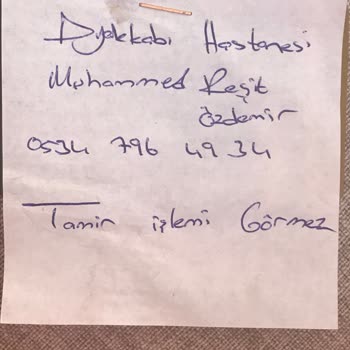 Ayakkabı Hastanesi
Muhammed Reşit
Özdemir
0534 796 49 34
Tamir işlemi Görmez